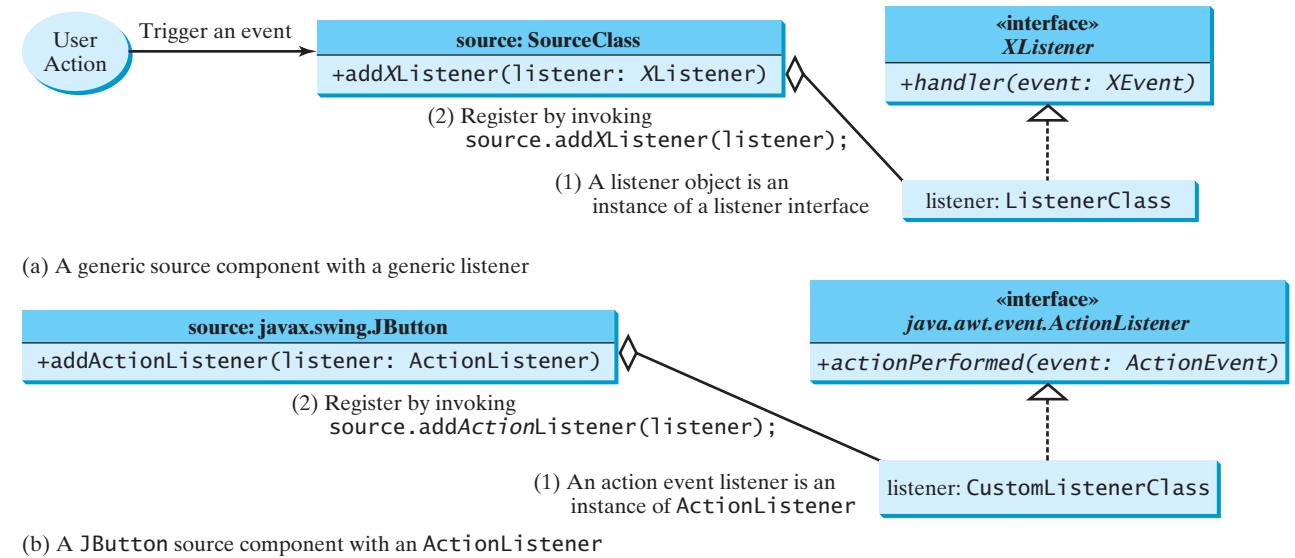 User
Action
Trigger an event
source: SourceClass
+addXListener(listener: XListener)
«interface»
XListener
+handler(event: XEvent)
(2) Register by invoking
source.addXListener(listener);
(1) A listener object is an
instance of a listener interface
listener: ListenerClass
(a) A generic source component with a generic listener
source: javax.swing.JButton
+addActionListener(listener: ActionListener)
«interface»
java.awt.event.ActionListener
+actionPerformed(event: ActionEvent)
(2) Register by invoking
source.addActionListener(listener);
(1) An action event listener is an
instance of ActionListener
listener: CustomListenerClass
(b) A JButton source component with an ActionListener